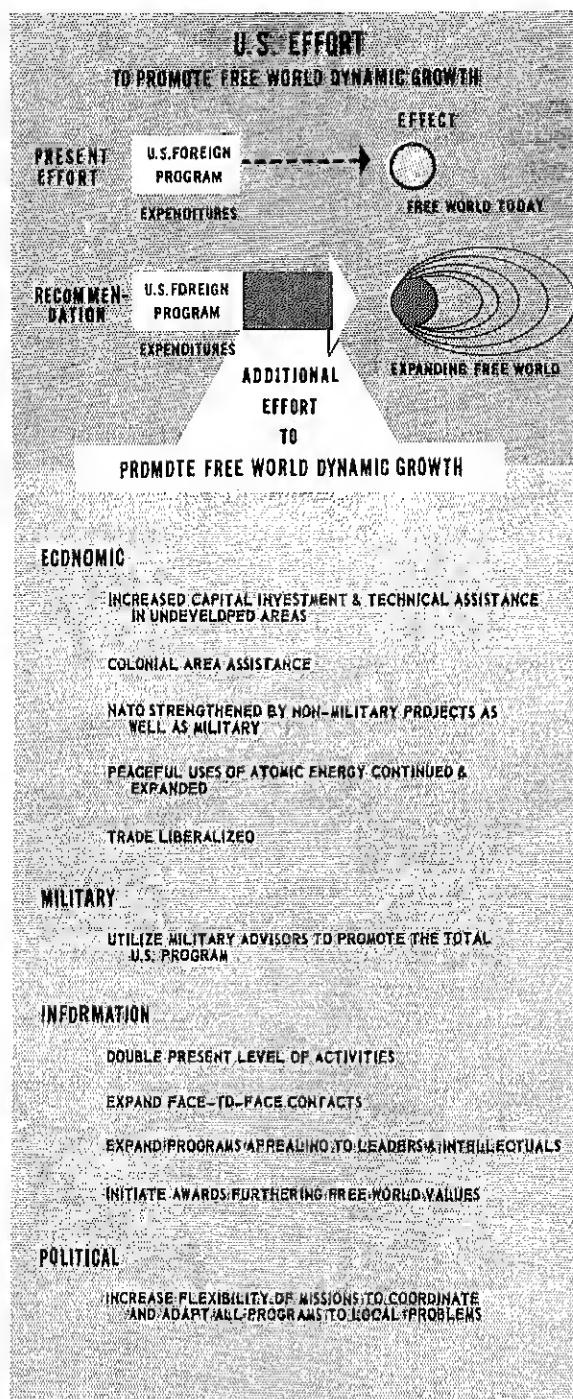 U.S. EFFORT
TO PROMOTE FREE WORLD DYNAMIC GROWTH
EFFECT
PRESENT
EFFORT
U.S. FOREIGN
PROGRAM
EXPENDITURES
FREE WORLD TODAY
RECOMMEN-
DATION
U.S. FOREIGN
PROGRAM
EXPENDITURES
EXPANDING FREE WORLD
ADDITIONAL
EFFORT
TO
PROMOTE FREE WORLD DYNAMIC GROWTH
ECONOMIC
INCREASED CAPITAL INVESTMENT & TECHNICAL ASSISTANCE
IN UNDEVELOPED AREAS
COLONIAL AREA ASSISTANCE
NATO STRENGTHENED BY NON-MILITARY PROJECTS AS
WELL AS MILITARY
PEACEFUL USES OF ATOMIC ENERGY CONTINUED &
EXPANDED
TRADE LIBERALIZED
MILITARY
UTILIZE MILITARY ADVISORS TO PROMOTE THE TOTAL
U.S. PROGRAM
INFORMATION
DOUBLE PRESENT LEVEL OF ACTIVITIES
EXPAND FACE-TO-FACE CONTACTS
EXPAND PROGRAMS APPEALING TO LEADERS & INTELLECTUALS
INITIATE AWARDS FURTHERING FREE WORLD VALUES
POLITICAL
INCREASE FLEXIBILITY OF MISSIONS TO COORDINATE
AND ADAPT ALL PROGRAMS TO LOCAL PROBLEMS